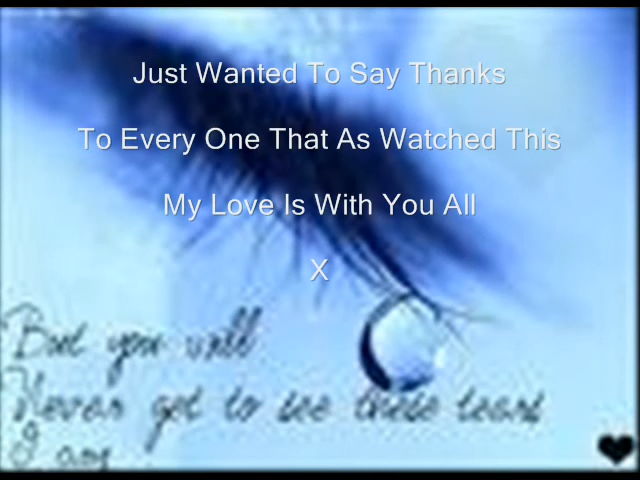 Just Wanted To Say Thanks
To Every One That As Watched This
My Love Is With You All
X
But you will
Never get to see these tears
I cry